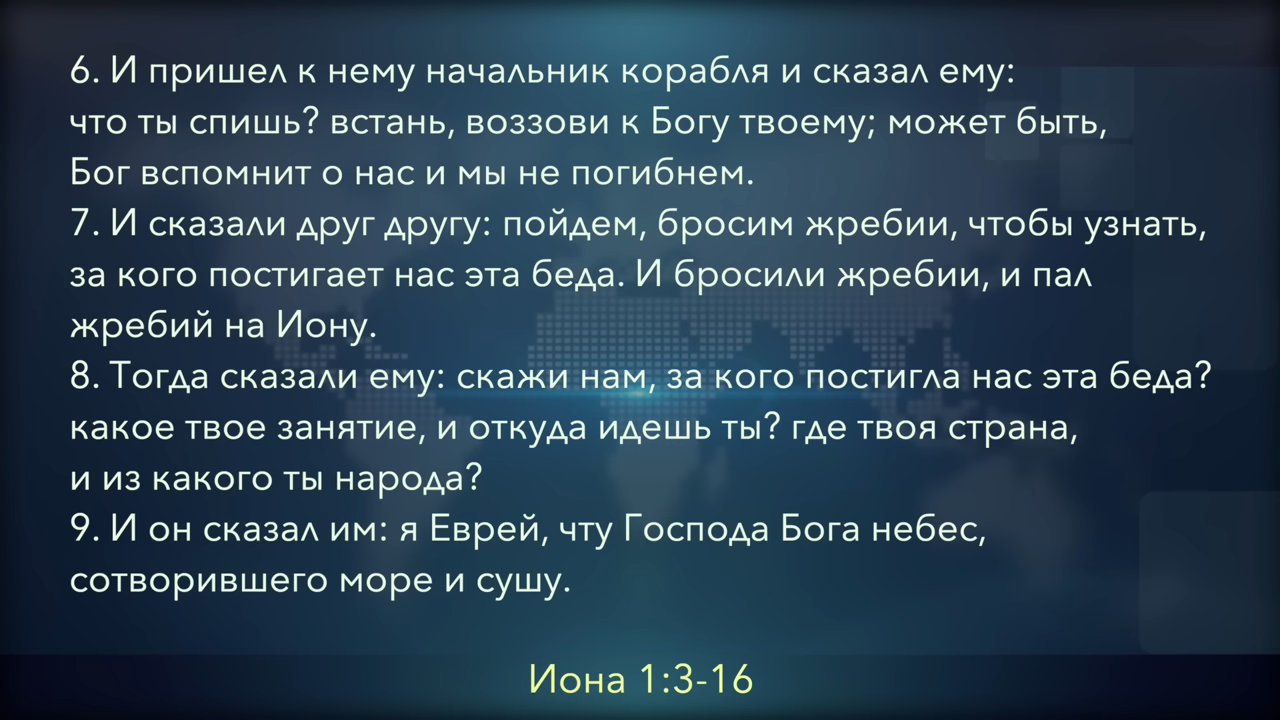 6. И пришел к нему начальник корабля и сказал ему:
что ты спишь? встань, воззови к Богу твоему; может быть,
Бог вспомнит о нас и мы не погибнем.
7. И сказали друг другу: пойдем, бросим жребии, чтобы узнать,
за кого постигает нас эта беда. И бросили жребии, и пал
жребий на Иону.
8. Тогда сказали ему: скажи нам, за кого постигла нас эта беда?
какое твое занятие, и откуда идешь ты? где твоя страна,
и из какого ты народа?
9. И он сказал им: я Еврей, чту Господа Бога небес,
сотворившего море и сушу.
Иона 1:3-16